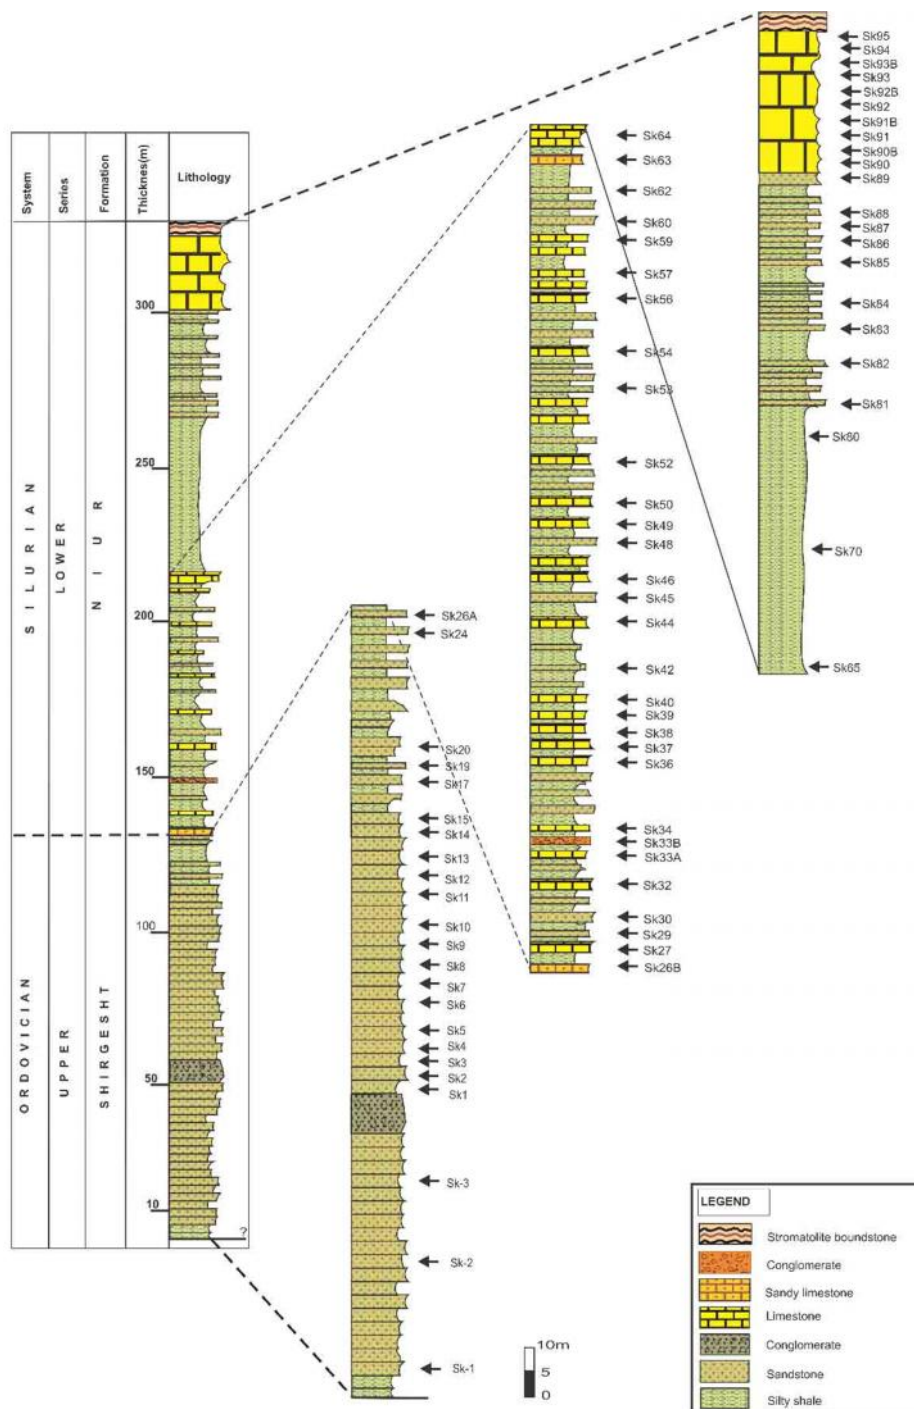 System
Series
Formation
Thicknes(m)
Lithology
SILURIAN
LOWER
NIUR
ORDOVICIAN
UPPER
SHIRGESHT
300
250
200
150
100
50
10
?
Sk26A
Sk24
Sk20
Sk19
Sk17
Sk15
Sk14
Sk13
Sk12
Sk11
Sk10
Sk9
Sk8
Sk7
Sk6
Sk5
Sk4
Sk3
Sk2
Sk1
Sk-3
Sk-2
Sk-1
Sk64
Sk63
Sk62
Sk60
Sk59
Sk57
Sk56
Sk54
Sk53
Sk52
Sk50
Sk49
Sk48
Sk46
Sk45
Sk44
Sk42
Sk40
Sk39
Sk38
Sk37
Sk36
Sk34
Sk33B
Sk33A
Sk32
Sk30
Sk29
Sk27
Sk26B
Sk95
Sk94
Sk93B
Sk93
Sk92B
Sk92
Sk91B
Sk91
Sk90B
Sk90
Sk89
Sk88
Sk87
Sk86
Sk85
Sk84
Sk83
Sk82
Sk81
Sk80
Sk70
Sk65
10m
5
0
LEGEND
Stromatolite boundstone
Conglomerate
Sandy limestone
Limestone
Conglomerate
Sandstone
Silty shale